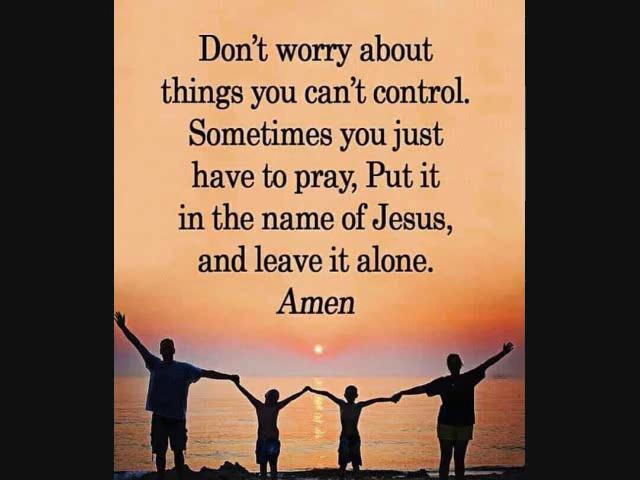 Don't worry about
things you can't control.
Sometimes you just
have to pray, Put it
in the name of Jesus,
and leave it alone.
Amen